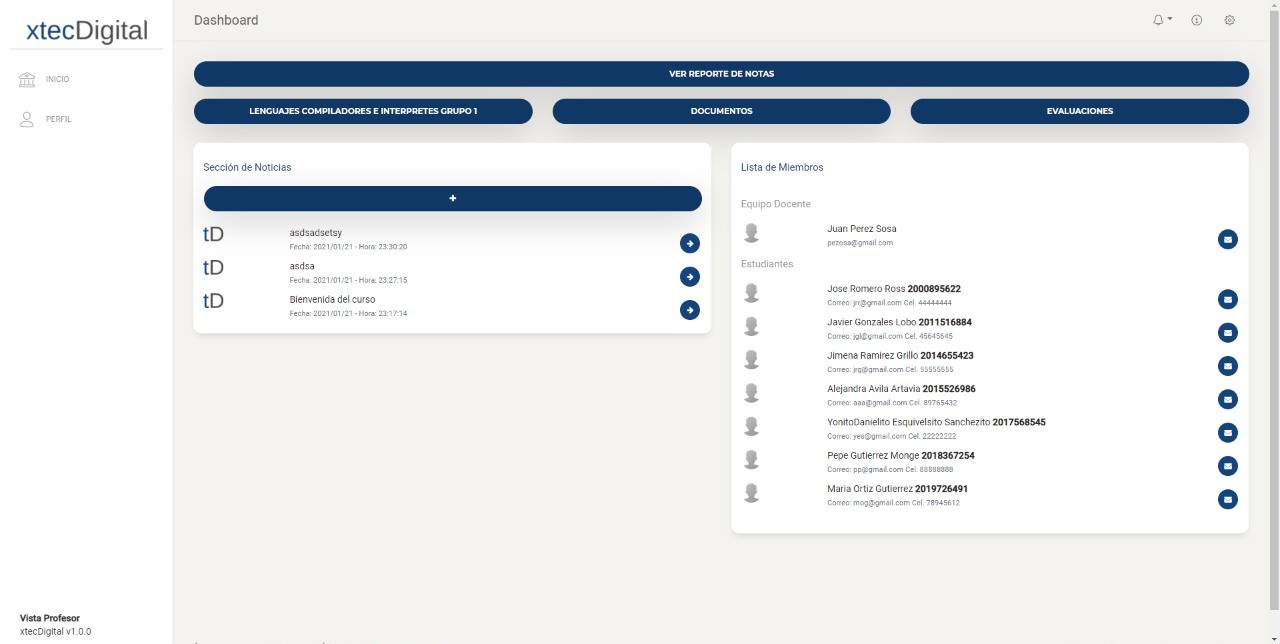 xtecDigital
Dashboard
INICIO
PERFIL
VER REPORTE DE NOTAS
LENGUAJES COMPILADORES E INTERPRETES GRUPO 1
DOCUMENTOS
EVALUACIONES
Sección de Noticias
+
tD
asdsadsetsy
Fecha: 2021/01/21 - Hora: 23:30:20
tD
asdsa
Fecha: 2021/01/21 - Hora: 23:27:15
tD
Bienvenida del curso
Fecha: 2021/01/21 - Hora: 23:17:14
Lista de Miembros
Equipo Docente
Juan Perez Sosa
pezosa@gmail.com
Estudiantes
Jose Romero Ross 2000895622
Correo: jrr@gmail.com Cel. 44444444
Javier Gonzales Lobo 2011516884
Correo: jgl@gmail.com Cel. 45645645
Jimena Ramirez Grillo 2014655423
Correo: jrg@gmail.com Cel. 55555555
Alejandra Avila Artavia 2015526986
Correo: aaa@gmail.com Cel. 89765432
YonitoDanielito Esquivelsito Sanchezito 2017568545
Correo: yes@gmail.com Cel. 22222222
Pepe Gutierrez Monge 2018367254
Correo: pp@gmail.com Cel. 88888888
Maria Ortiz Gutierrez 2019726491
Correo: mog@gmail.com Cel. 78945612
Vista Profesor
xtecDigital v1.0.0